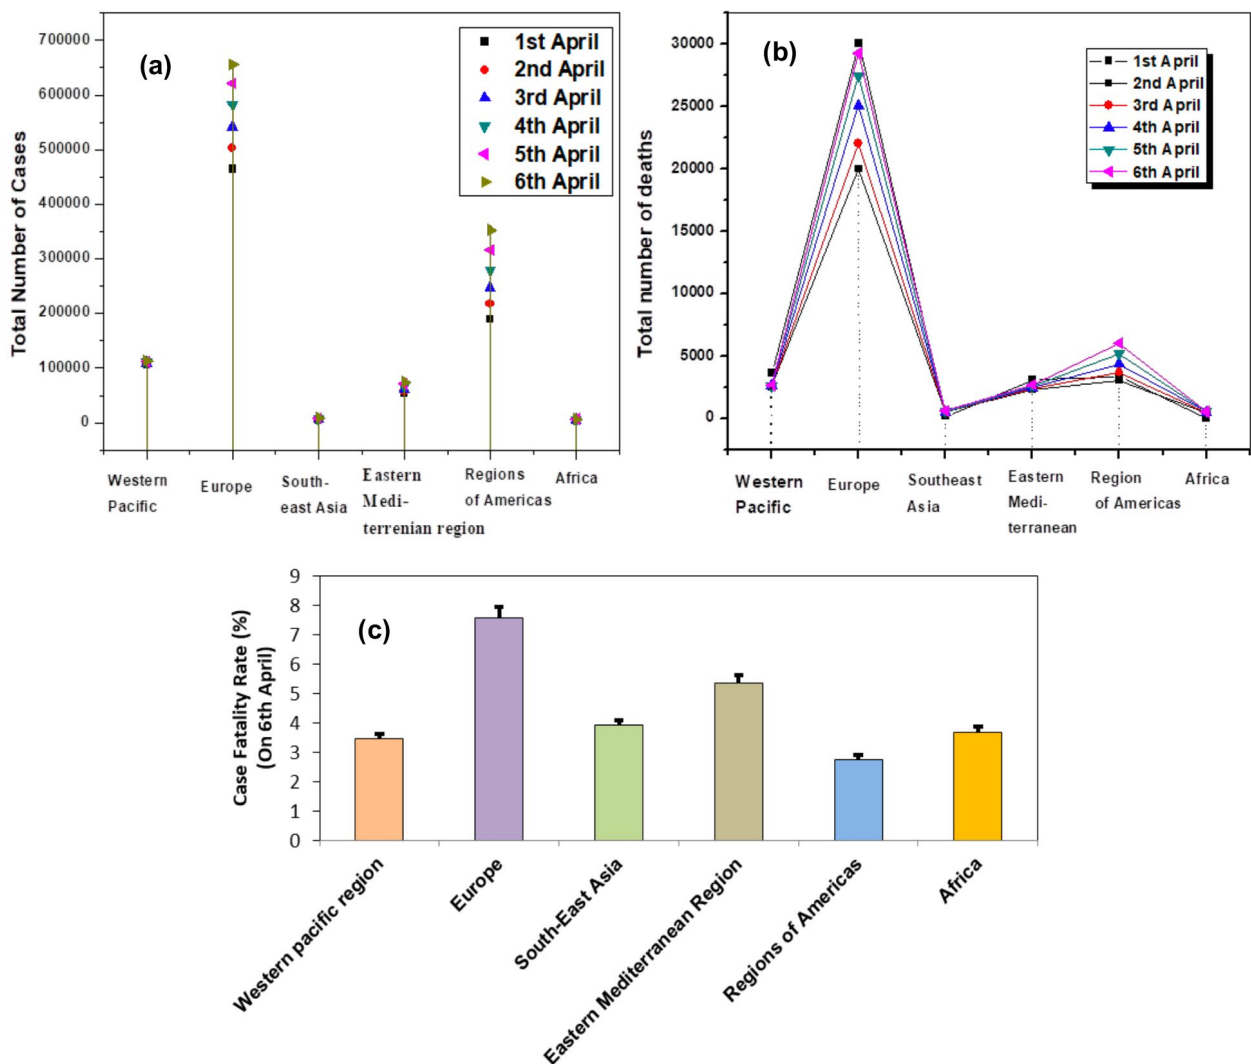 (a)
Total Number of Cases
700000
600000
500000
400000
300000
200000
100000
0
1st April
2nd April
3rd April
4th April
5th April
6th April
Western
Pacific
Europe
South-
east Asia
Eastern
Medi-
terrenian region
Regions
of Americas
Africa
(b)
Total number of deaths
30000
25000
20000
15000
10000
5000
0
1st April
2nd April
3rd April
4th April
5th April
6th April
Western
Pacific
Europe
Southeast
Asia
Eastern
Medi-
terranean
Region
of Americas
Africa
(c)
Case Fatality Rate (%)
(On 6th April)
9
8
7
6
5
4
3
2
1
0
Western pacific region
Europe
South-East Asia
Eastern Mediterranean Region
Regions of Americas
Africa